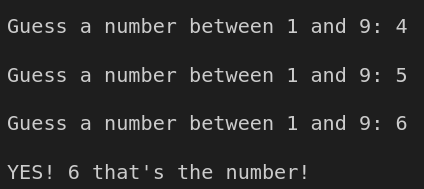 Guess a number between 1 and 9: 4
Guess a number between 1 and 9: 5
Guess a number between 1 and 9: 6
YES! 6 that's the number!